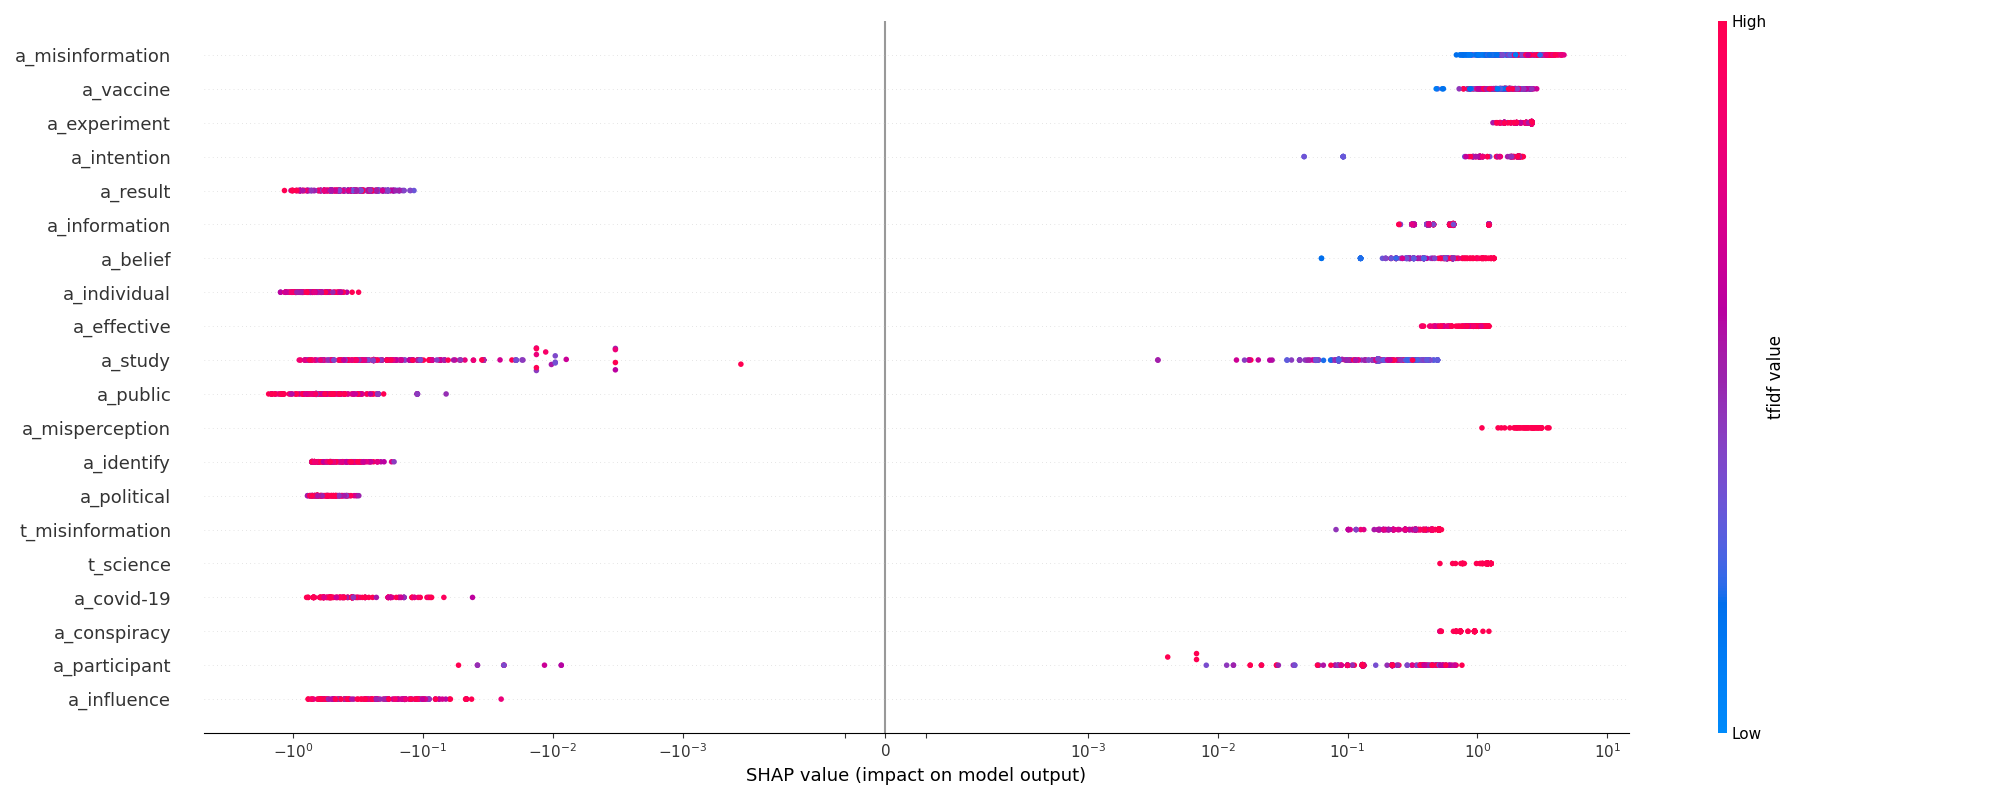 High
a_misinformation
a_vaccine
a_experiment
a_intention
a_result
a_information
a_belief
a_individual
a_effective
a_study
a_public
a_misperception
a_identify
a_political
t_misinformation
t_science
a_covid-19
a_conspiracy
a_participant
a_influence
tfidf value
Low
−10⁰ −10⁻¹ −10⁻² −10⁻³ 0 10⁻³ 10⁻² 10⁻¹ 10⁰ 10¹
SHAP value (impact on model output)